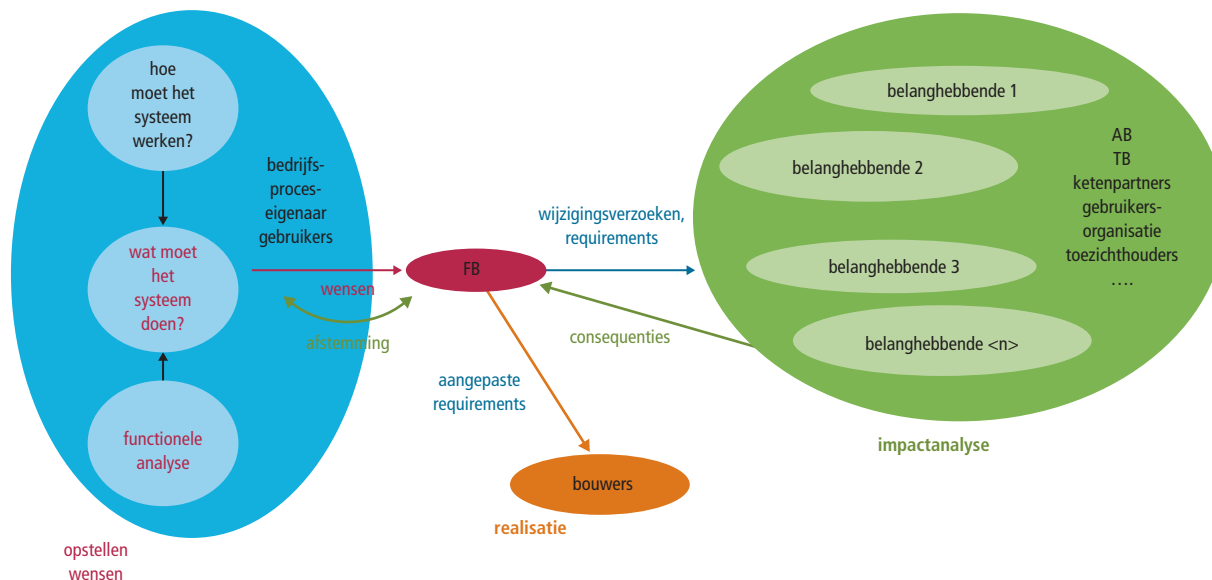 hoe
moet het
systeem
werken?
wat moet
het
systeem
doen?
functionele
analyse
bedrijfs-
proces-
eigenaar
gebruikers
opstellen
wensen
wensen
afstemming
FB
wijzigingsverzoeken,
requirements
consequenties
aangepaste
requirements
bouwers
realisatie
belanghebbende 1
belanghebbende 2
belanghebbende 3
belanghebbende <n>
AB
TB
ketenpartners
gebruikers-
organisatie
toezichthouders
....
impactanalyse